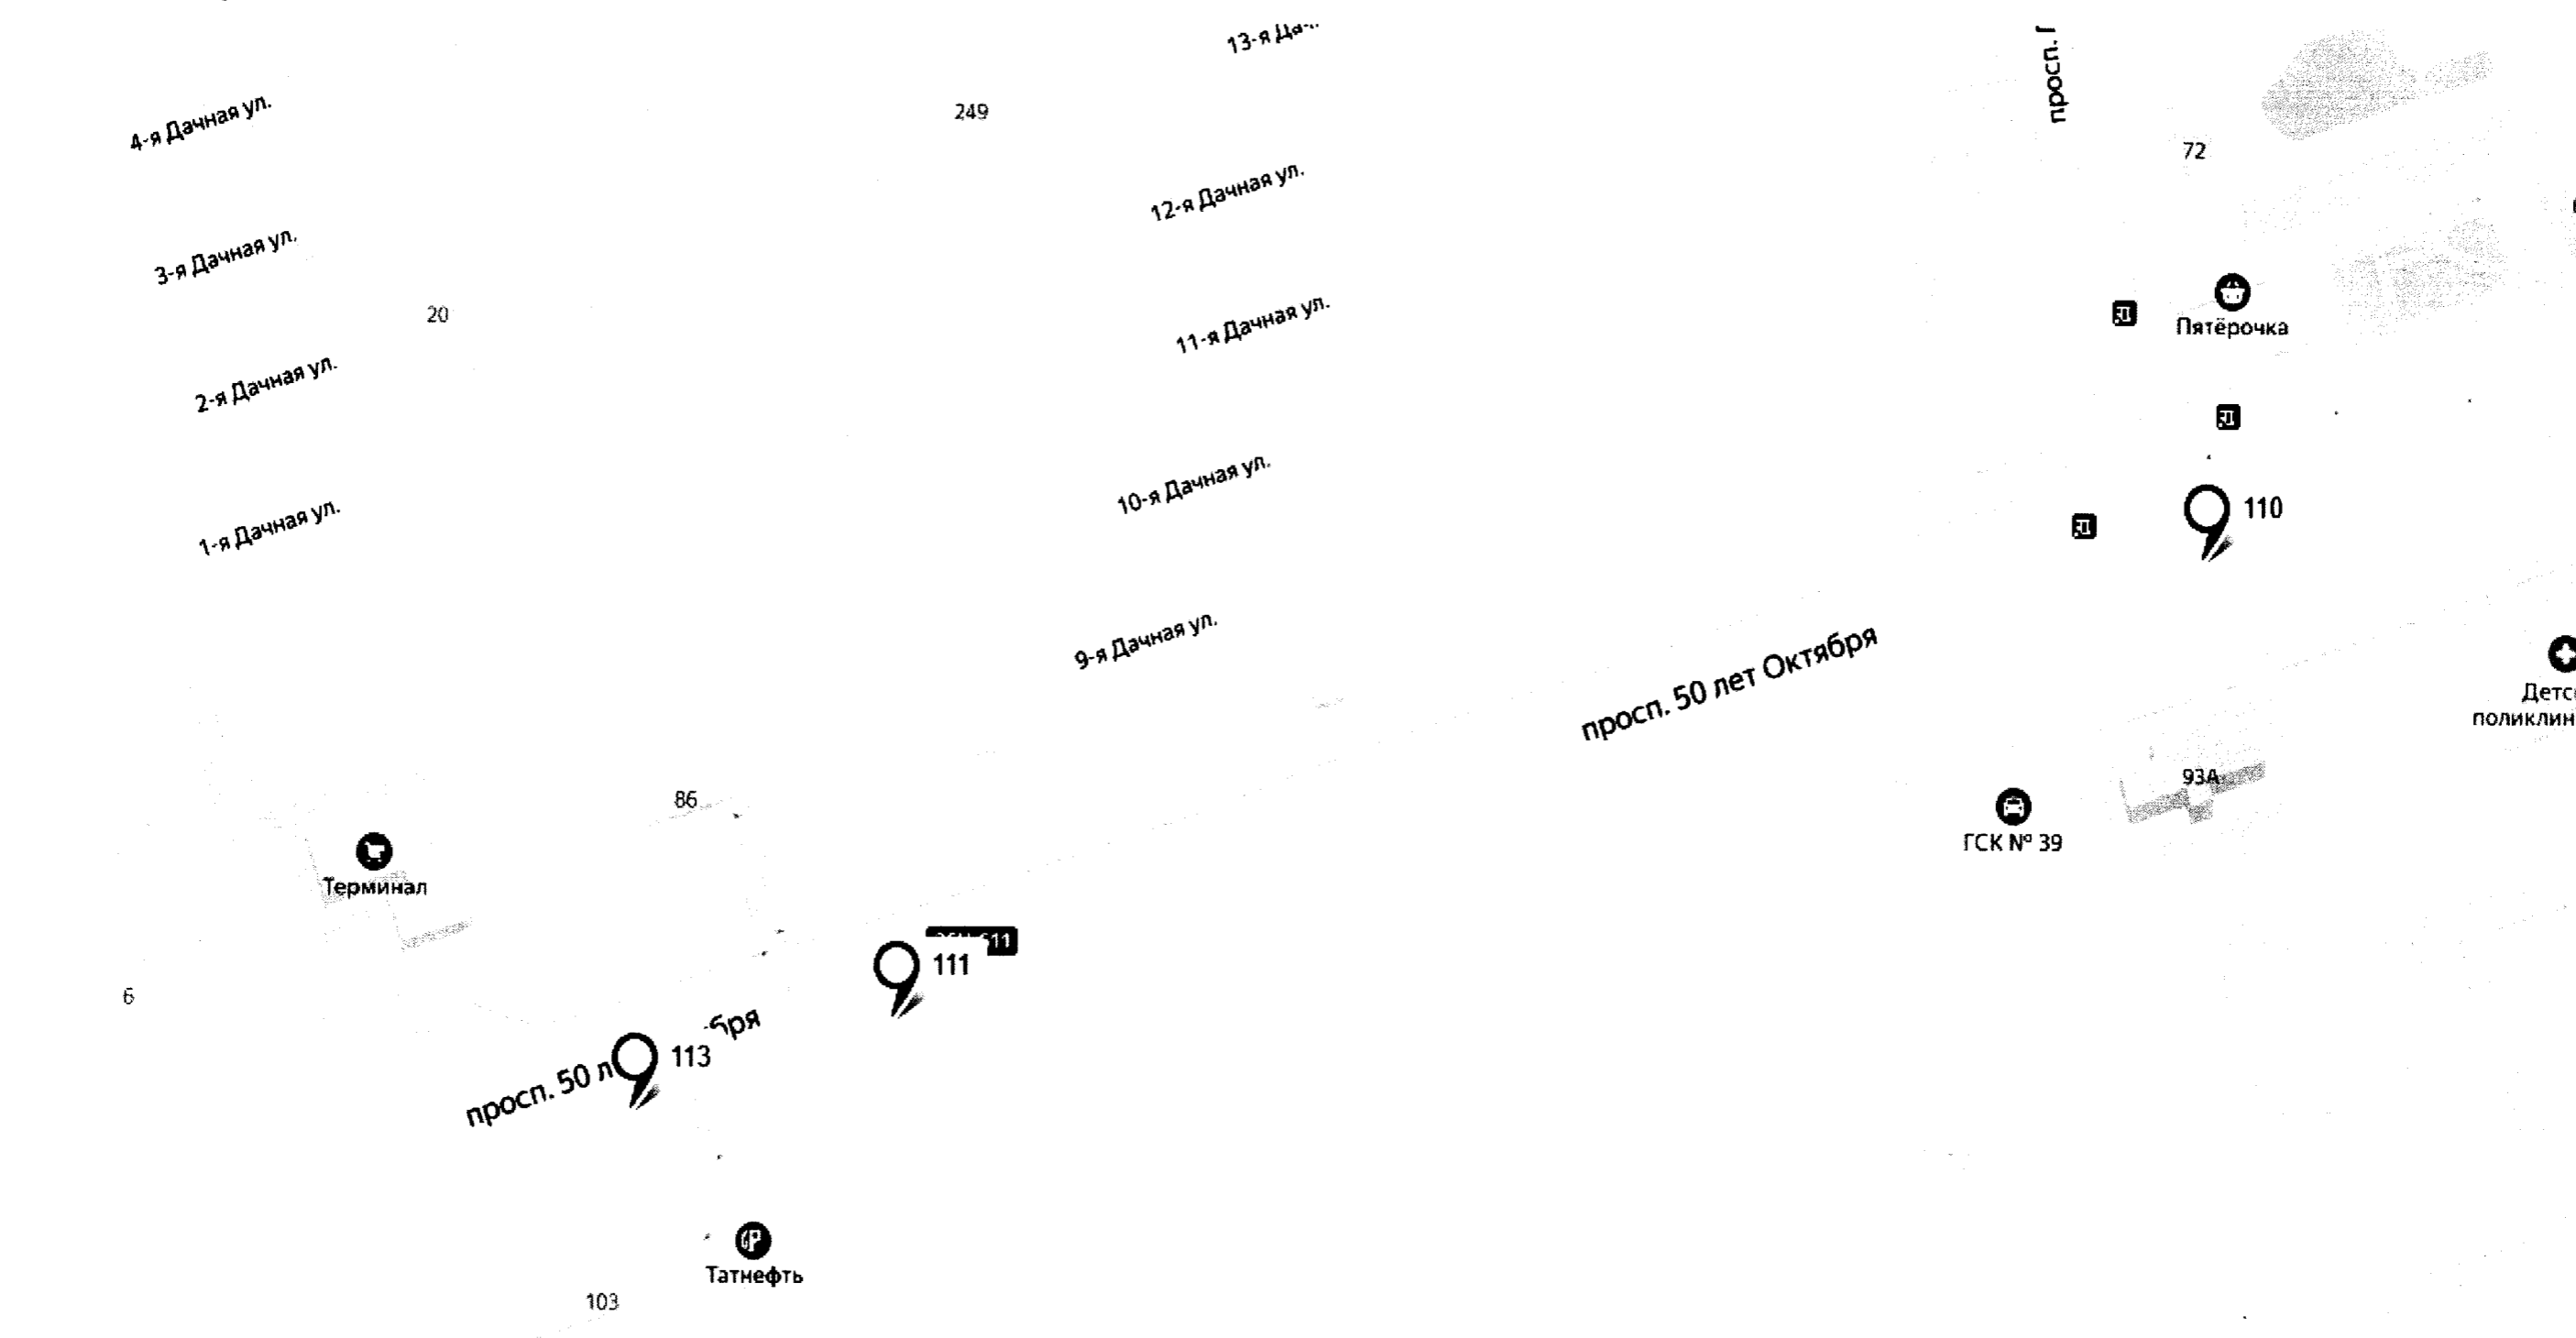 13-я
просп.
4-я Дачная ул.
249
72
12-я Дачная ул.
3-я Дачная ул.
20
11-я Дачная ул.
Пятёрочка
2-я Дачная ул.
10-я Дачная ул.
110
1-я Дачная ул.
9-я Дачная ул.
просп. 50 лет Октября
Детс
поликлин
93А
86
ГСК № 39
Терминал
111
6
113
просп. 50 л
бря
Татнефть
103